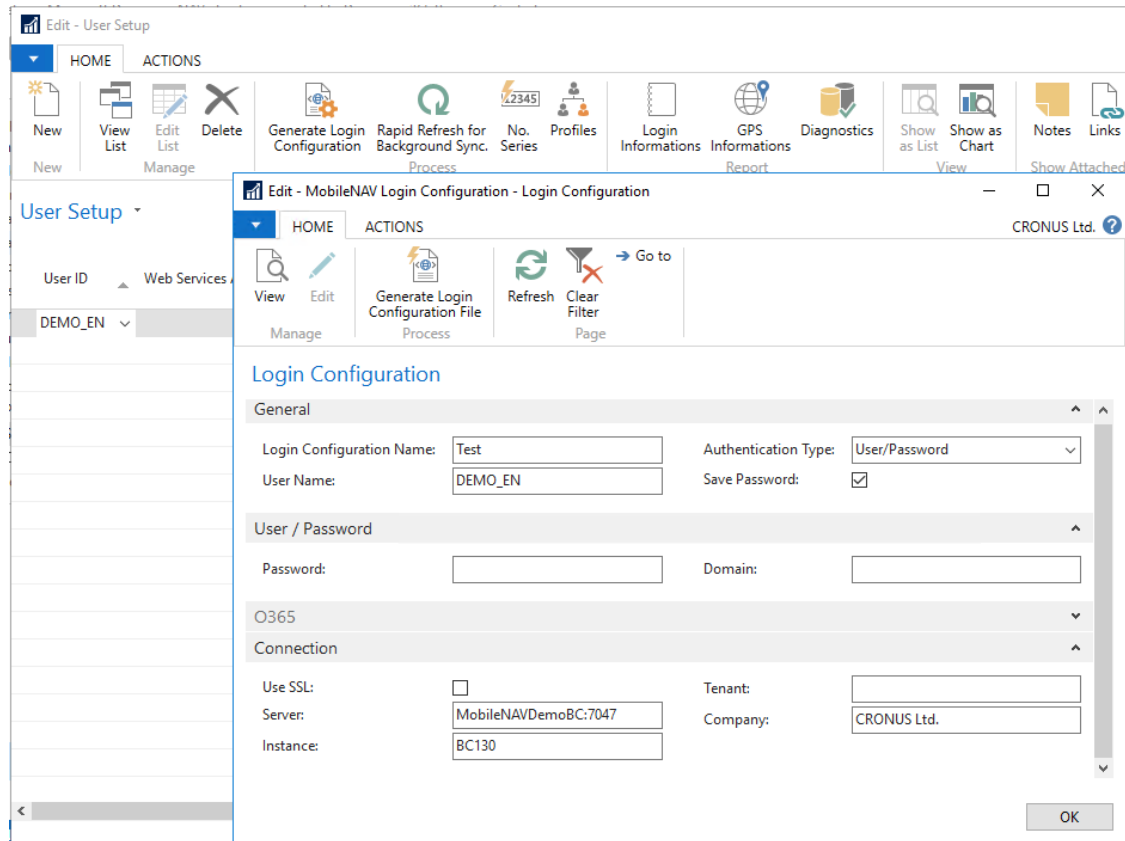 Edit - User Setup
HOME ACTIONS
New View List Edit List Delete Generate Login Configuration Rapid Refresh for Background Sync. No. Series Profiles Login Informations GPS Informations Diagnostics Show as List Show as Chart Notes Links
New Manage Process Report View Show Attached
User Setup
User ID Web Services
DEMO_EN
Edit - MobileNAV Login Configuration - Login Configuration
HOME ACTIONS CRONUS Ltd.
View Edit Generate Login Configuration File Refresh Clear Filter Go to
Manage Process Page
Login Configuration
General
Login Configuration Name: Test Authentication Type: User/Password
User Name: DEMO_EN Save Password:
User / Password
Password: Domain:
O365
Connection
Use SSL: Tenant:
Server: MobileNAVDemoBC:7047 Company: CRONUS Ltd.
Instance: BC130
OK